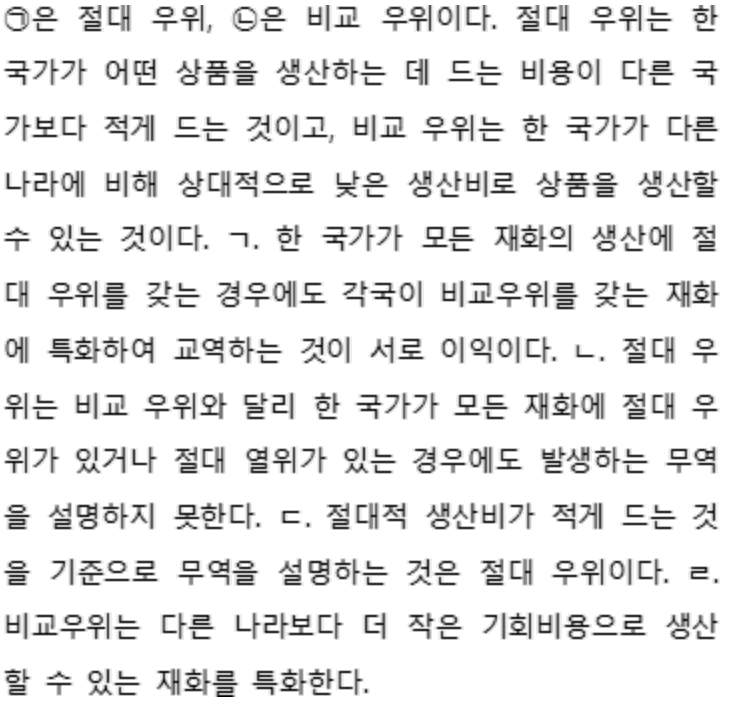 ㉠은 절대 우위, ㉡은 비교 우위이다. 절대 우위는 한
국가가 어떤 상품을 생산하는 데 드는 비용이 다른 국
가보다 적게 드는 것이고, 비교 우위는 한 국가가 다른
나라에 비해 상대적으로 낮은 생산비로 상품을 생산할
수 있는 것이다. ㄱ. 한 국가가 모든 재화의 생산에 절
대 우위를 갖는 경우에도 각국이 비교우위를 갖는 재화
에 특화하여 교역하는 것이 서로 이익이다. ㄴ. 절대 우
위는 비교 우위와 달리 한 국가가 모든 재화에 절대 우
위가 있거나 절대 열위가 있는 경우에도 발생하는 무역
을 설명하지 못한다. ㄷ. 절대적 생산비가 적게 드는 것
을 기준으로 무역을 설명하는 것은 절대 우위이다. ㄹ.
비교우위는 다른 나라보다 더 작은 기회비용으로 생산
할 수 있는 재화를 특화한다.